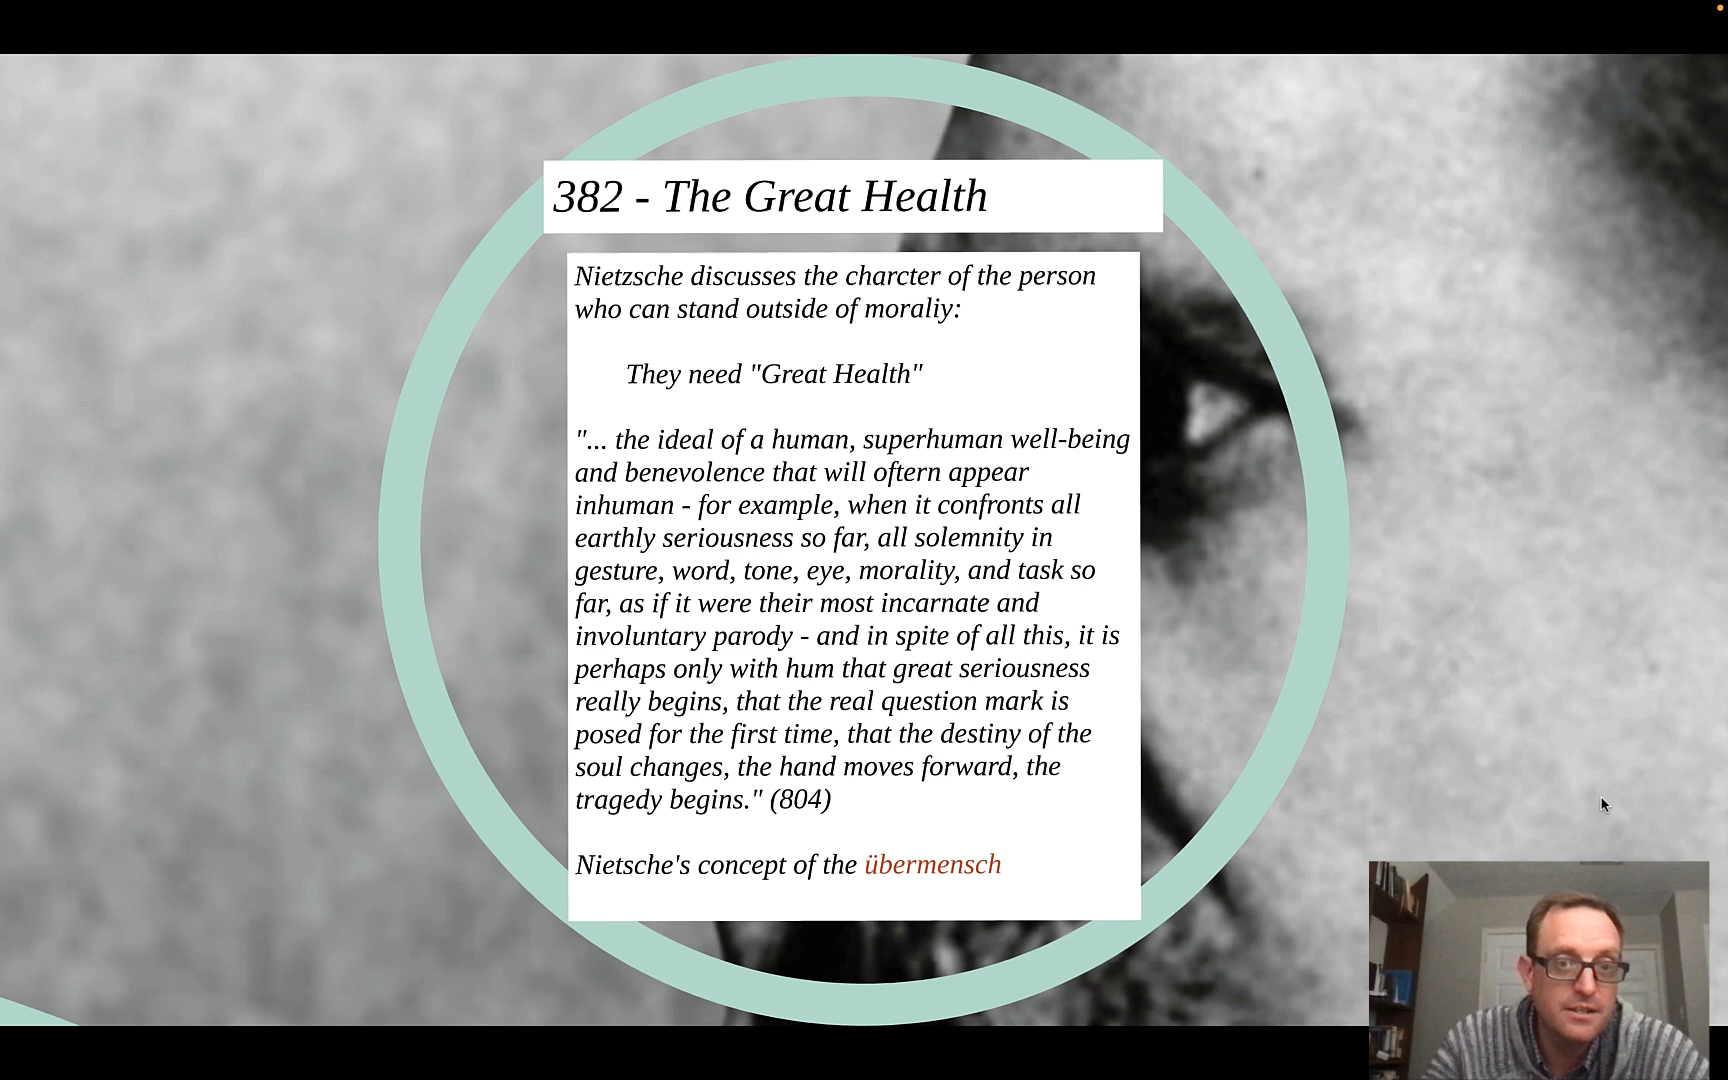 382 - The Great Health
Nietzsche discusses the charcter of the person
who can stand outside of moraliy:
They need "Great Health"
"... the ideal of a human, superhuman well-being
and benevolence that will oftern appear
inhuman - for example, when it confronts all
earthly seriousness so far, all solemnity in
gesture, word, tone, eye, morality, and task so
far, as if it were their most incarnate and
involuntary parody - and in spite of all this, it is
perhaps only with hum that great seriousness
really begins, that the real question mark is
posed for the first time, that the destiny of the
soul changes, the hand moves forward, the
tragedy begins." (804)
Nietsche's concept of the übermensch